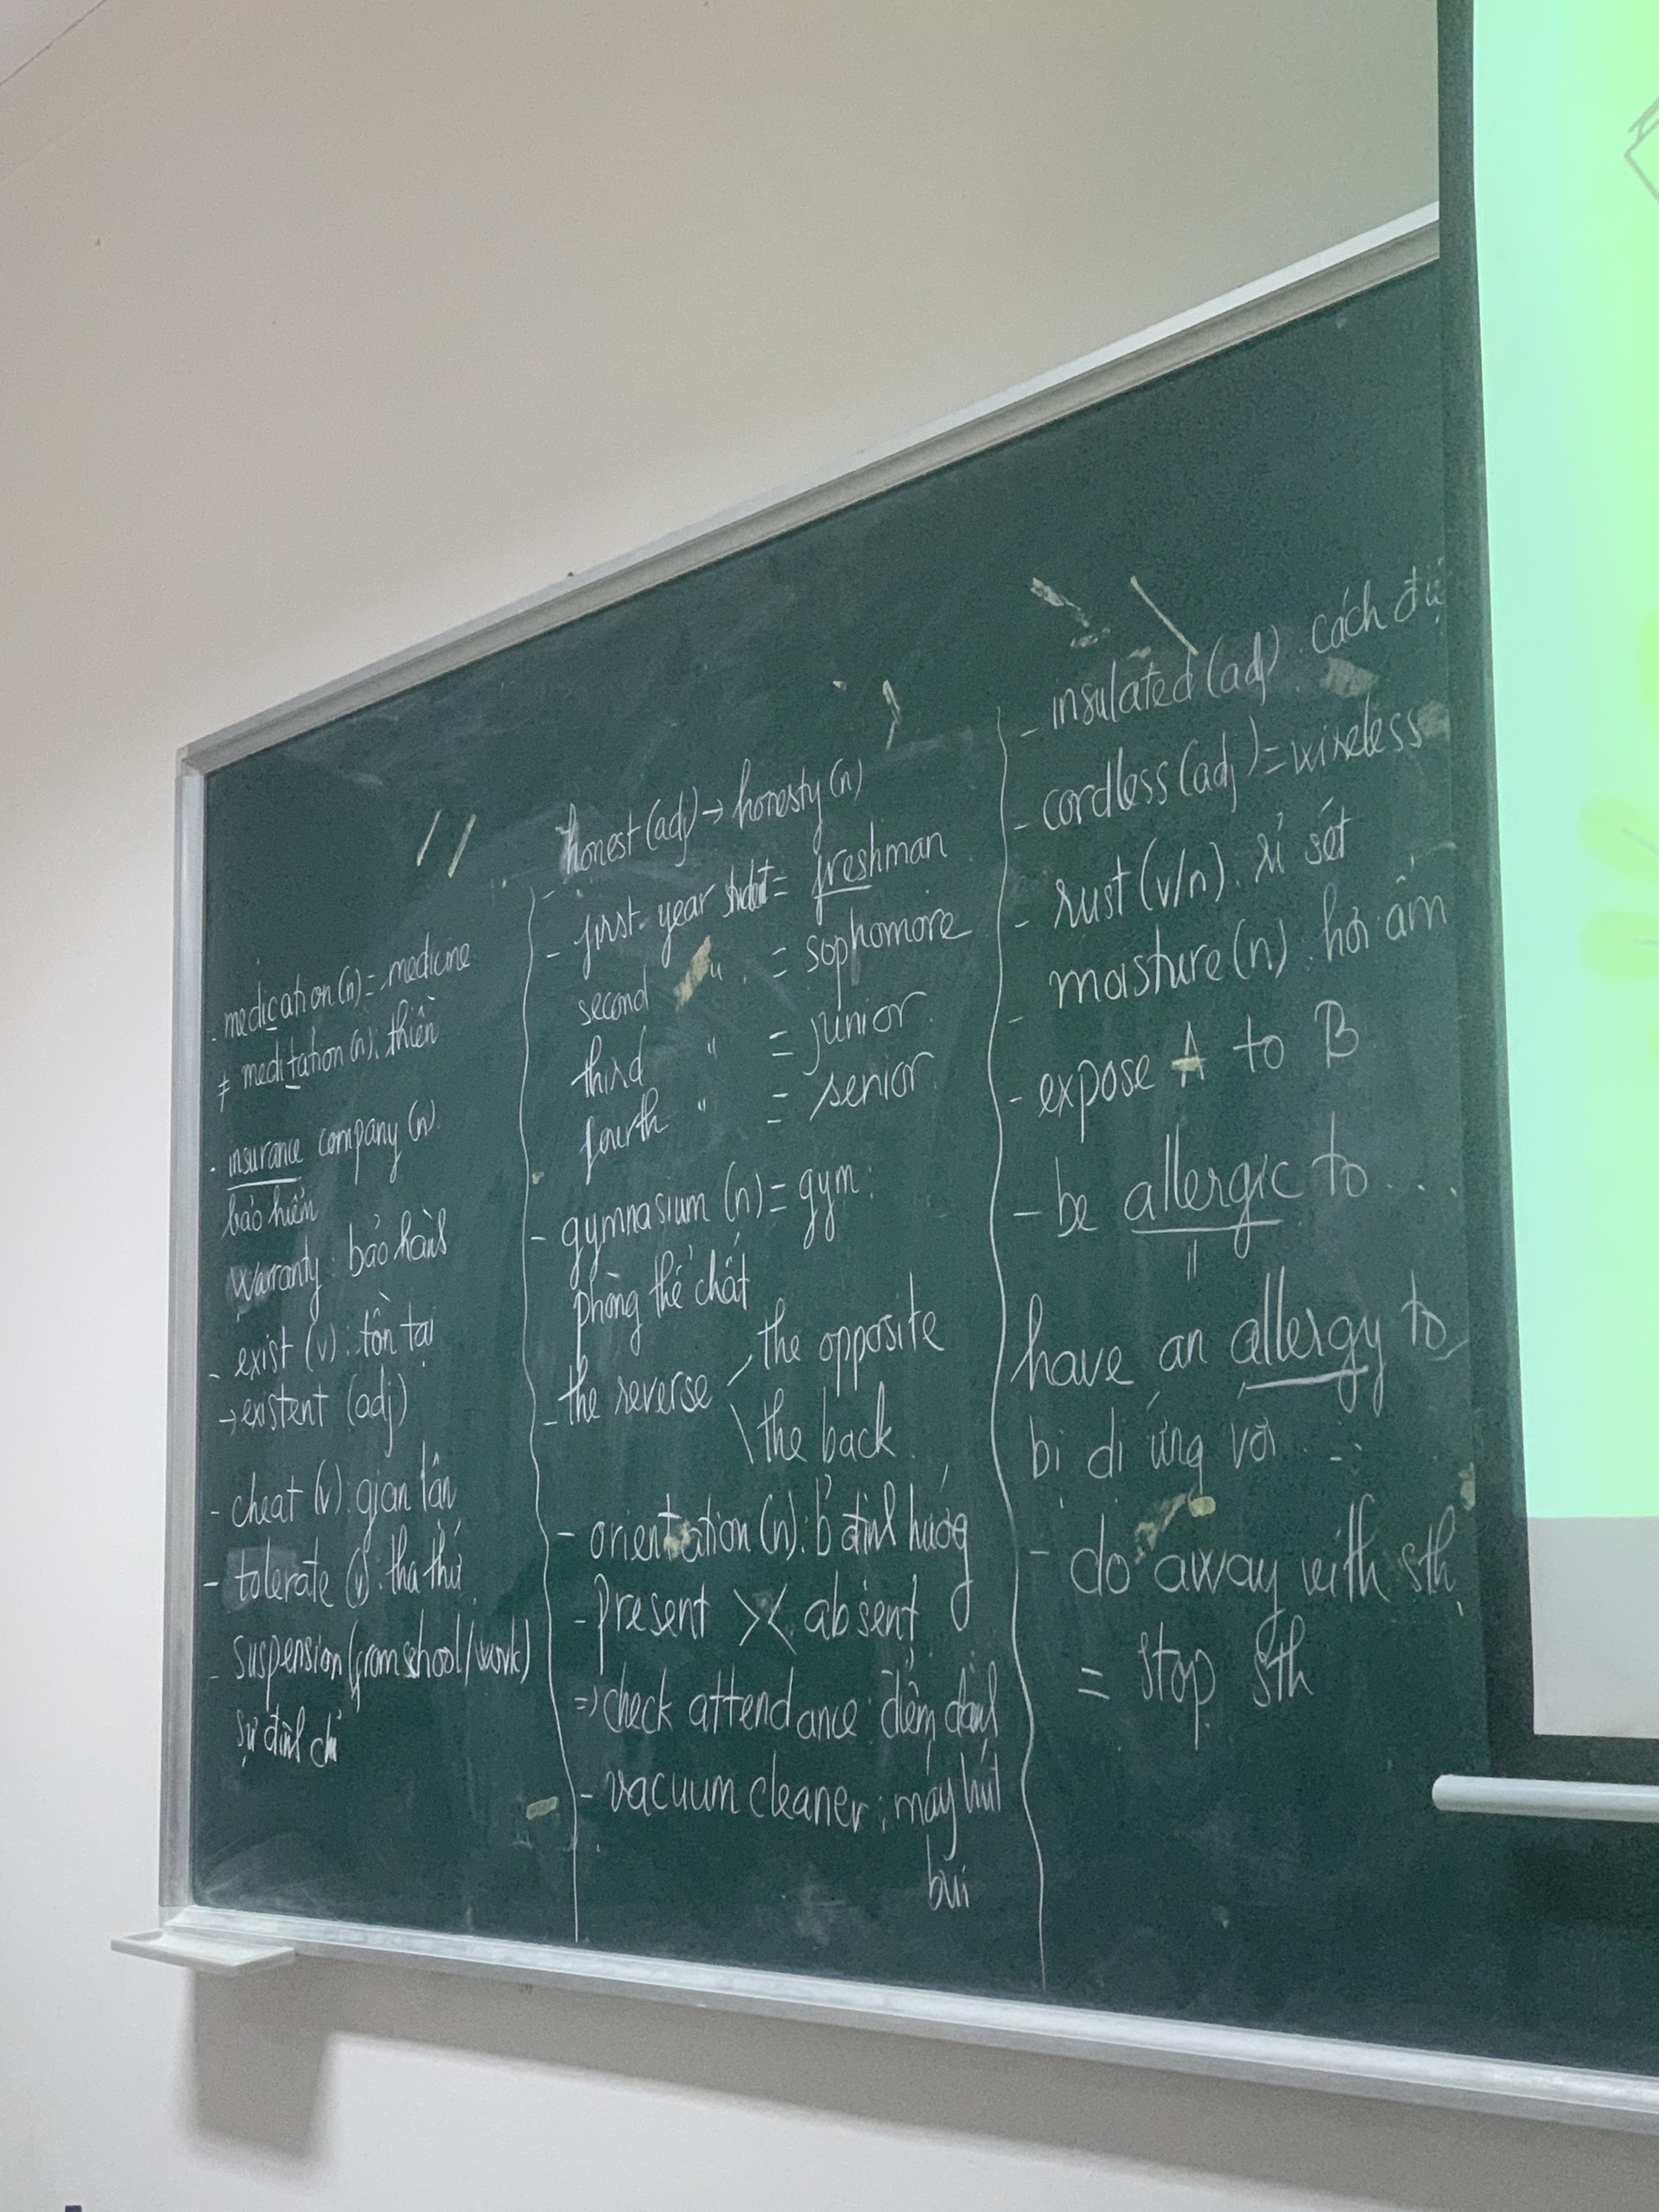 - medication (n) = medicine
≠ meditation (n). thiền
- insurance company (n)
bảo hiểm
warranty: bảo hành
- exist (v): tồn tại
→ existent (adj)
- cheat (v): gian lận
- tolerate (v): tha thứ
- suspension (from school/work)
sự đình chỉ
- honest (adj) → honesty (n)
- first-year student = freshman
second " = sophomore
third " = junior
fourth " = senior
- gymnasium (n) = gym.
phòng thể chất
- the reverse the opposite
the back
- orientation (n): b̉ định hướng
- present >< absent
=> check attendance: điểm danh
- vacuum cleaner: máy hút
bụi
- insulated (adj). cách
- cordless (adj) = wireless
- rust (v/n). rỉ sét
- moisture (n). hơi ẩm
- expose A to B
- be allergic to ....
=
have an allergy to
bị dị ứng với ...
- do away with sth
= stop sth